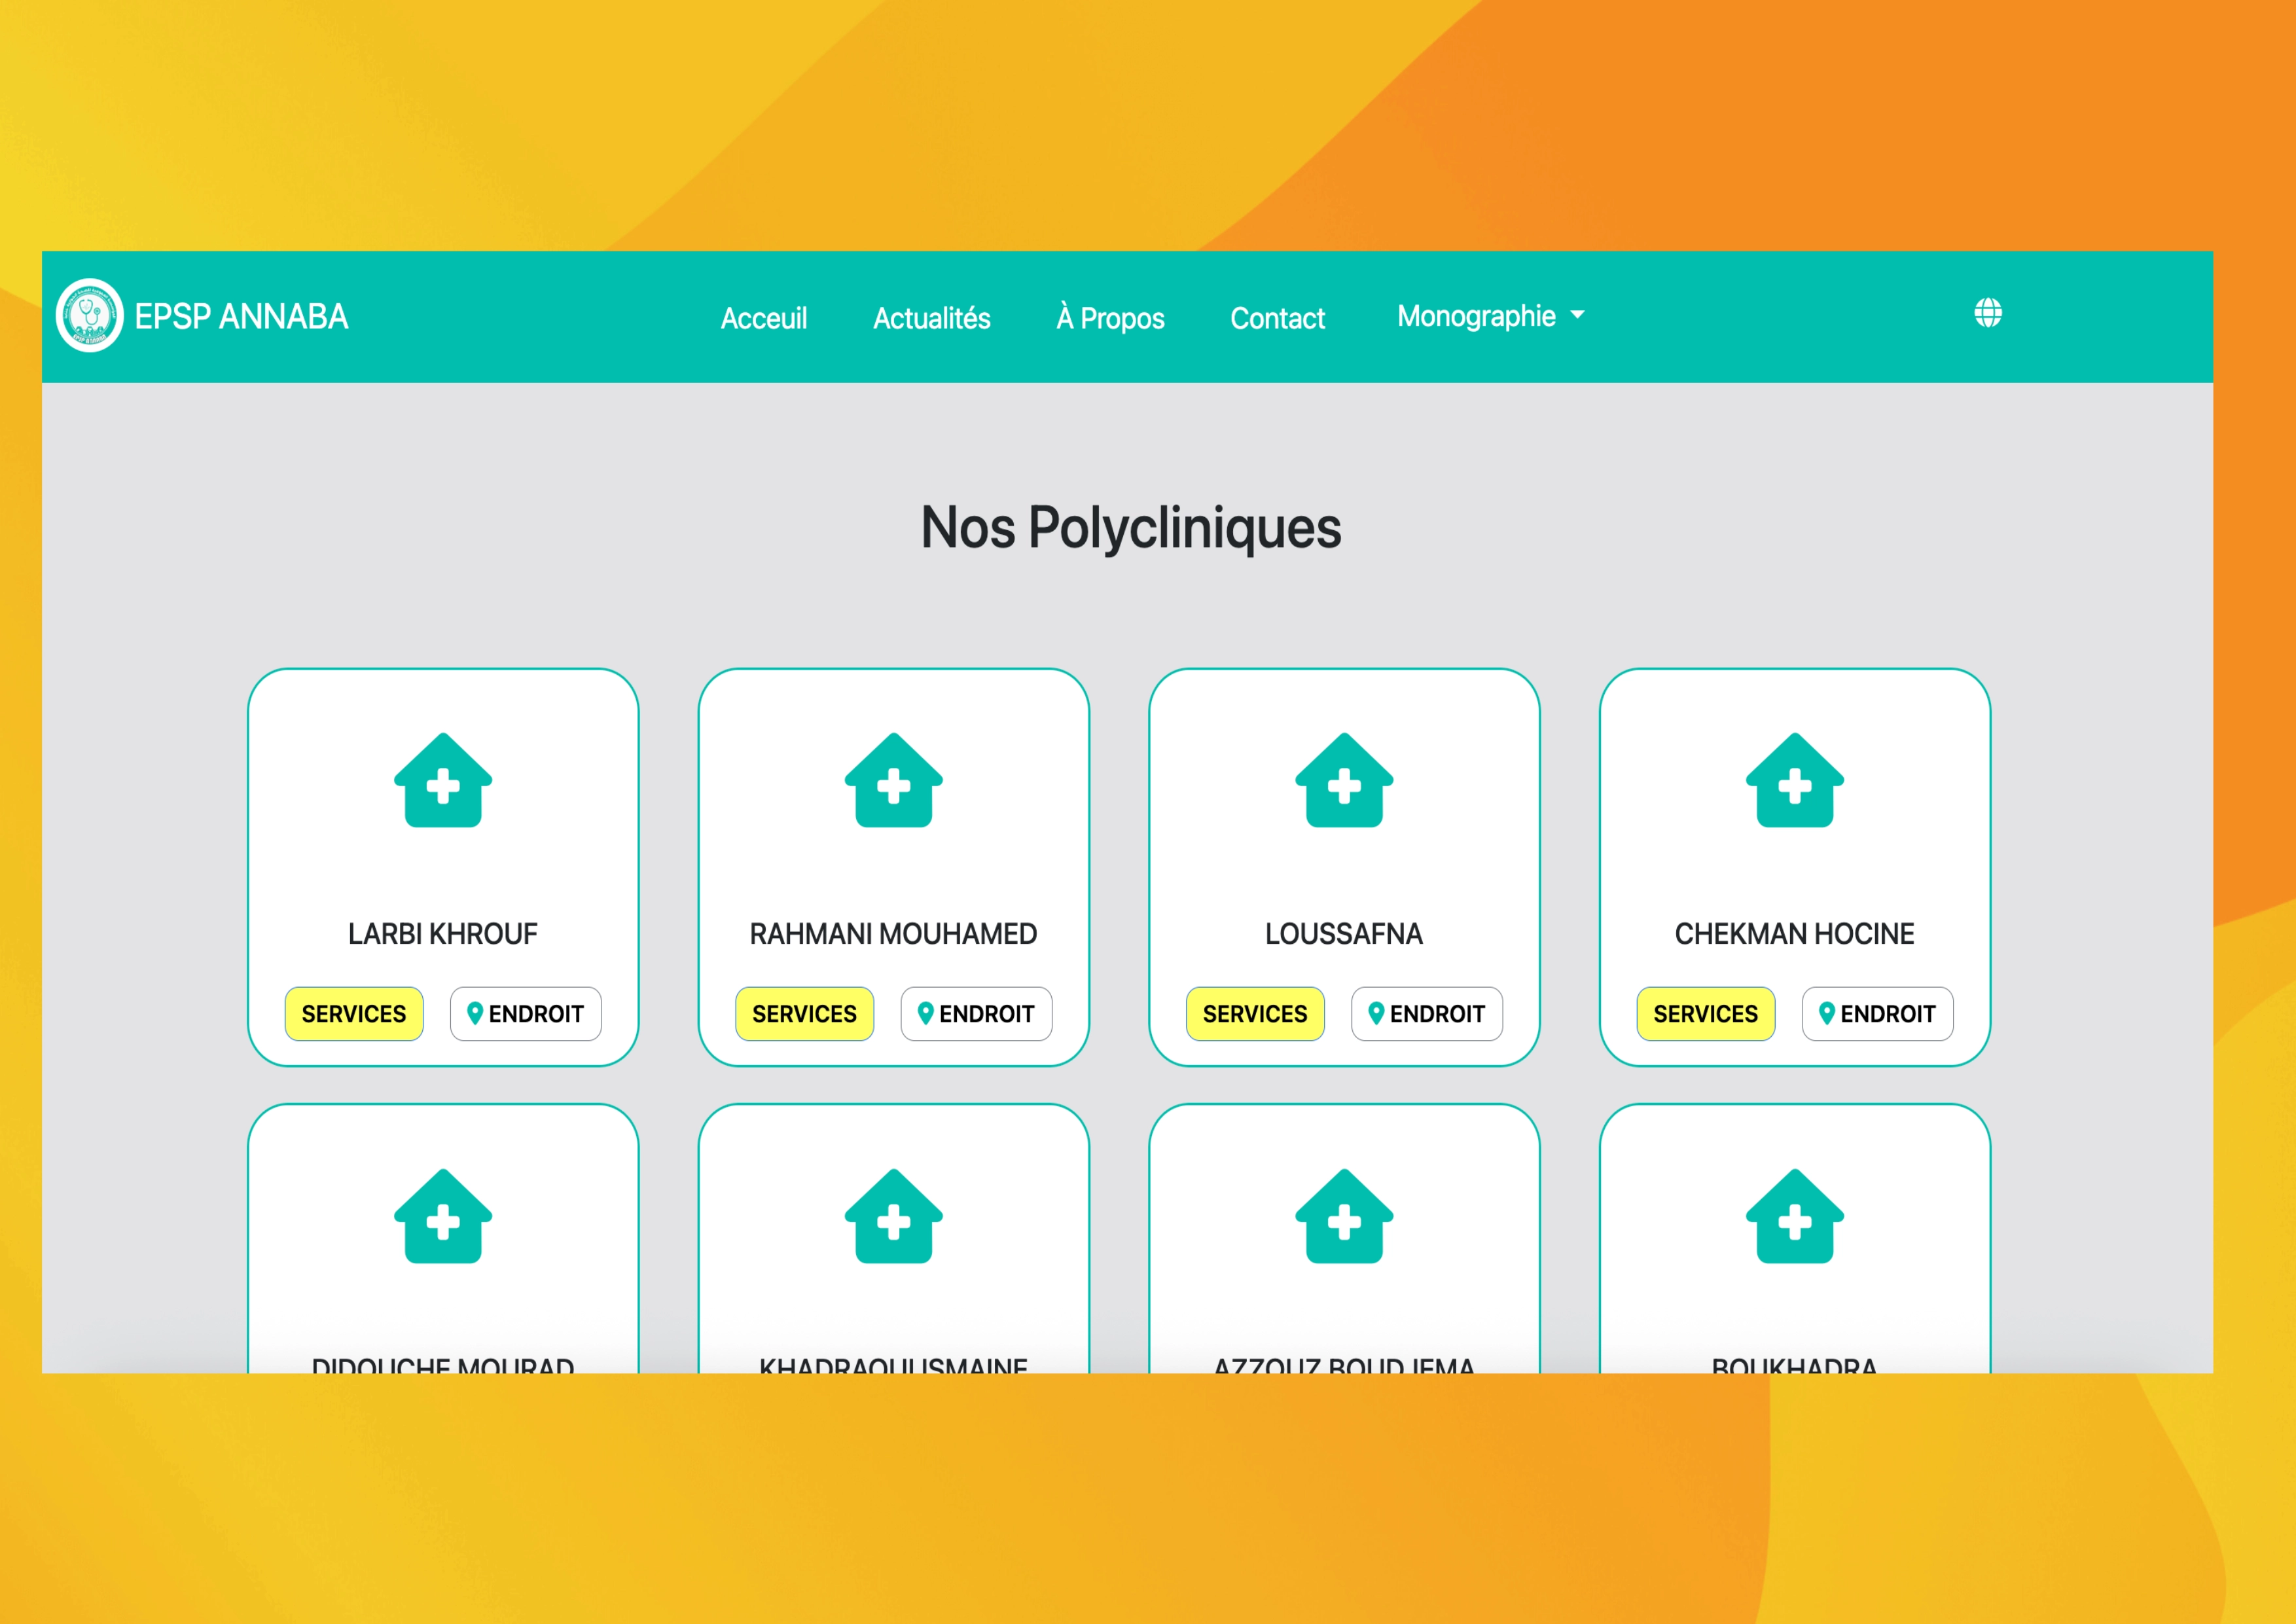 EPSP ANNABA
Acceuil
Actualités
À Propos
Contact
Monographie
Nos Polycliniques
LARBI KHROUF
SERVICES
ENDROIT
RAHMANI MOUHAMED
SERVICES
ENDROIT
LOUSSAFNA
SERVICES
ENDROIT
CHEKMAN HOCINE
SERVICES
ENDROIT
DIDOUCHE MOURAD
KHADRAOUI ISMAINE
AZZOUZ BOUDJEMA
BOUKHADRA